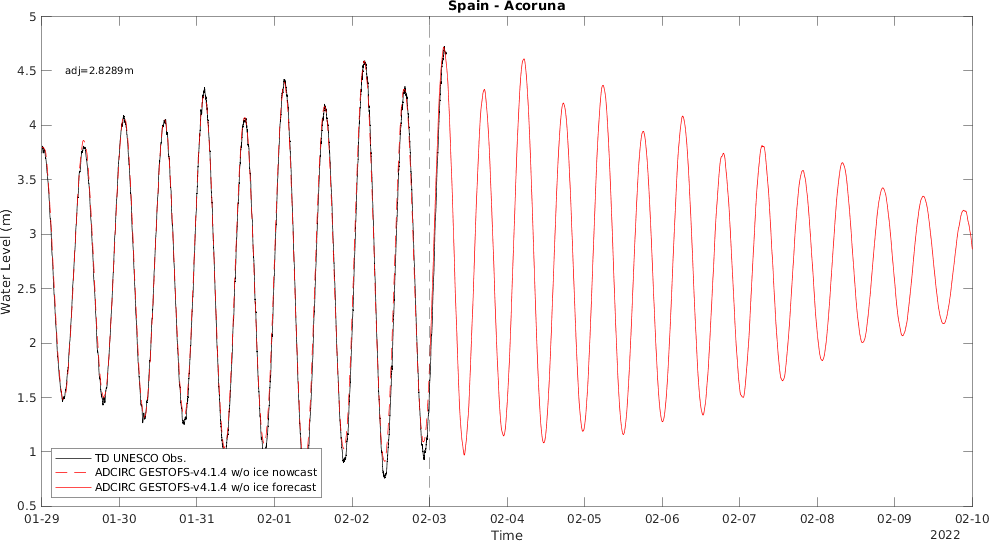 Spain - Acoruna
adj=2.8289m
Water Level (m)
5
4.5
4
3.5
3
2.5
2
1.5
1
0.5
TD UNESCO Obs.
ADCIRC GESTOFS-v4.1.4 w/o ice nowcast
ADCIRC GESTOFS-v4.1.4 w/o ice forecast
01-29 01-30 01-31 02-01 02-02 02-03 02-04 02-05 02-06 02-07 02-08 02-09 02-10
Time
2022